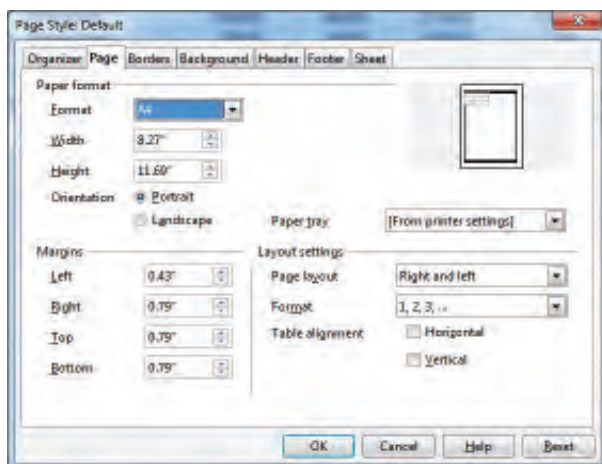 Page Style: Default
Organizer Page Borders Background Header Footer Sheet
Paper format
Format A4
Width 8.27"
Height 11.69"
Orientation Portrait
Landscape Paper tray [From printer settings]
Margins Layout settings
Left 0.43" Page layout Right and left
Right 0.79" Format 1, 2, 3, ...
Top 0.79" Table alignment Horizontal
Vertical
Bottom 0.79"
OK Cancel Help Reset